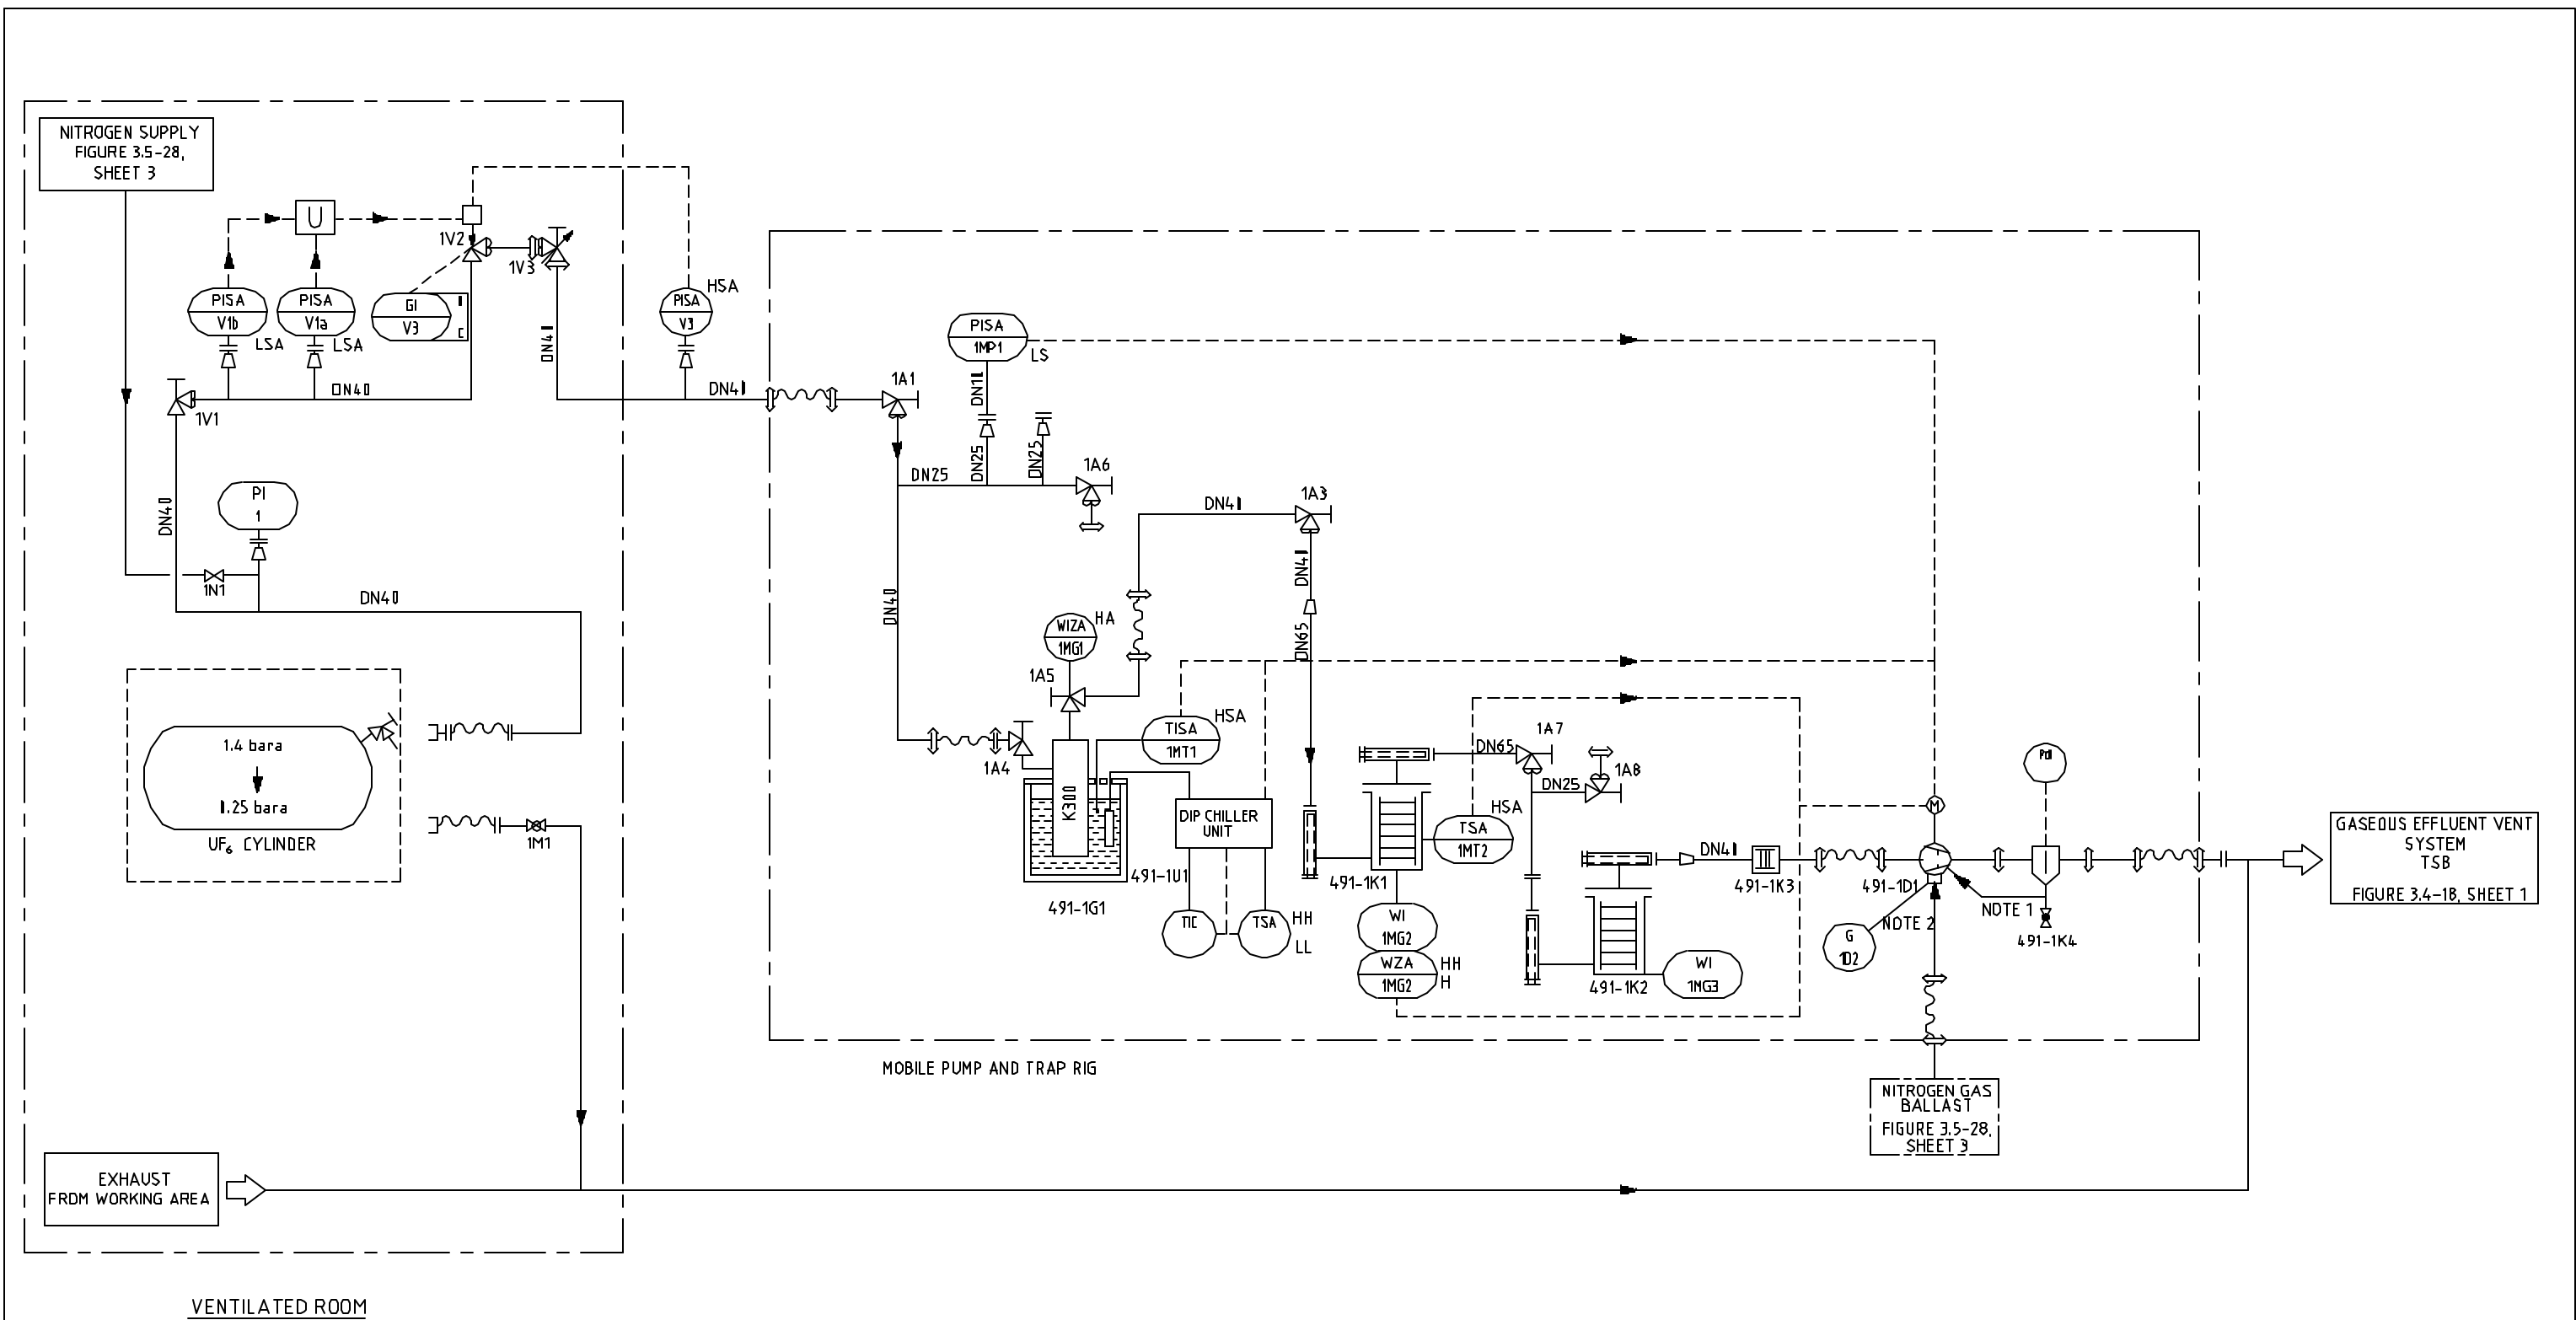 NITROGEN SUPPLY
FIGURE 3.5-28,
SHEET 3
U
1V2
1V3
PISA
V1b
LSA
PISA
V1a
LSA
GI
V3
C
PISA
V3
HSA
DN41
DN40
1V1
DN41
PI
1
DN40
1N1
DN40
1.4 bara
1.25 bara
UF6 CYLINDER
1M1
EXHAUST
FROM WORKING AREA
VENTILATED ROOM
1A1
PISA
1MP1
LS
DN11
DN25
DN25
DN25
1A6
DN40
DN41
1A3
DN41
DN65
WIZA
1MG1
HA
1A5
1A4
K300
TISA
1MT1
HSA
DIP CHILLER
UNIT
491-1U1
491-1G1
TIC
TSA
HH
LL
DN65
1A7
DN25
1A8
TSA
1MT2
HSA
491-1K1
WI
1MG2
WZA
1MG2
HH
H
491-1K2
WI
1MG3
DN41
491-1K3
491-1D1
M
NOTE 2
G
1D2
NOTE 1
491-1K4
MOBILE PUMP AND TRAP RIG
NITROGEN GAS
BALLAST
FIGURE 3.5-28,
SHEET 3
GASEOUS EFFLUENT VENT
SYSTEM
TSB
FIGURE 3.4-18, SHEET 1